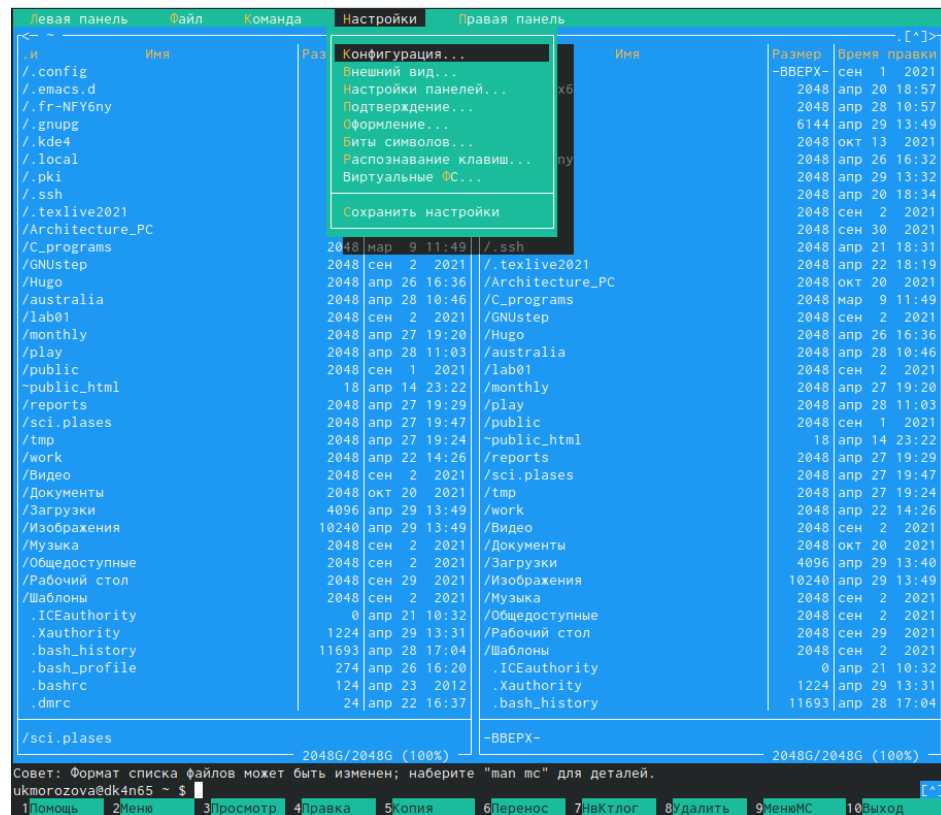 Левая панель Файл Команда Настройки Правая панель
<— ~ .[^]>
.и Имя Раз Конфигурация... Имя Размер Время правки
/.config Внешний вид... -ВВЕРХ- сен 1 2021
/.emacs.d Настройки панелей... x6 2048 апр 20 18:57
/.fr-NFY6ny Подтверждение... 2048 апр 28 10:57
/.gnupg Оформление... 6144 апр 29 13:49
/.kde4 Биты символов... 2048 окт 13 2021
/.local Распознавание клавиш... ny 2048 апр 26 16:32
/.pki Виртуальные ФС... 2048 апр 29 13:32
/.ssh 2048 апр 20 18:34
/.texlive2021 Сохранить настройки 2048 сен 2 2021
/Architecture_PC 2048 сен 30 2021
/C_programs 2048 мар 9 11:49 /.ssh 2048 апр 21 18:31
/GNUstep 2048 сен 2 2021 /.texlive2021 2048 апр 22 18:19
/Hugo 2048 апр 26 16:36 /Architecture_PC 2048 окт 20 2021
/australia 2048 апр 28 10:46 /C_programs 2048 мар 9 11:49
/lab01 2048 сен 2 2021 /GNUstep 2048 сен 2 2021
/monthly 2048 апр 27 19:20 /Hugo 2048 апр 26 16:36
/play 2048 апр 28 11:03 /australia 2048 апр 28 10:46
/public 2048 сен 1 2021 /lab01 2048 сен 2 2021
~public_html 18 апр 14 23:22 /monthly 2048 апр 27 19:20
/reports 2048 апр 27 19:29 /play 2048 апр 28 11:03
/sci.plases 2048 апр 27 19:47 /public 2048 сен 1 2021
/tmp 2048 апр 27 19:24 ~public_html 18 апр 14 23:22
/work 2048 апр 22 14:26 /reports 2048 апр 27 19:29
/Видео 2048 сен 2 2021 /sci.plases 2048 апр 27 19:47
/Документы 2048 окт 20 2021 /tmp 2048 апр 27 19:24
/Загрузки 4096 апр 29 13:49 /work 2048 апр 22 14:26
/Изображения 10240 апр 29 13:49 /Видео 2048 сен 2 2021
/Музыка 2048 сен 2 2021 /Документы 2048 окт 20 2021
/Общедоступные 2048 сен 2 2021 /Загрузки 4096 апр 29 13:40
/Рабочий стол 2048 сен 29 2021 /Изображения 10240 апр 29 13:49
/Шаблоны 2048 сен 2 2021 /Музыка 2048 сен 2 2021
.ICEauthority 0 апр 21 10:32 /Общедоступные 2048 сен 2 2021
.Xauthority 1224 апр 29 13:31 /Рабочий стол 2048 сен 29 2021
.bash_history 11693 апр 28 17:04 /Шаблоны 2048 сен 2 2021
.bash_profile 274 апр 26 16:20 .ICEauthority 0 апр 21 10:32
.bashrc 124 апр 23 2012 .Xauthority 1224 апр 29 13:31
.dmrc 24 апр 22 16:37 .bash_history 11693 апр 28 17:04
/sci.plases -ВВЕРХ-
2048G/2048G (100%) 2048G/2048G (100%)
Совет: Формат списка файлов может быть изменен; наберите "man mc" для деталей.
ukmorozova@dk4n65 ~ $ [^]
1Помощь 2Меню 3Просмотр 4Правка 5Копия 6Перенос 7НвКтлог 8Удалить 9МенюМС 10Выход